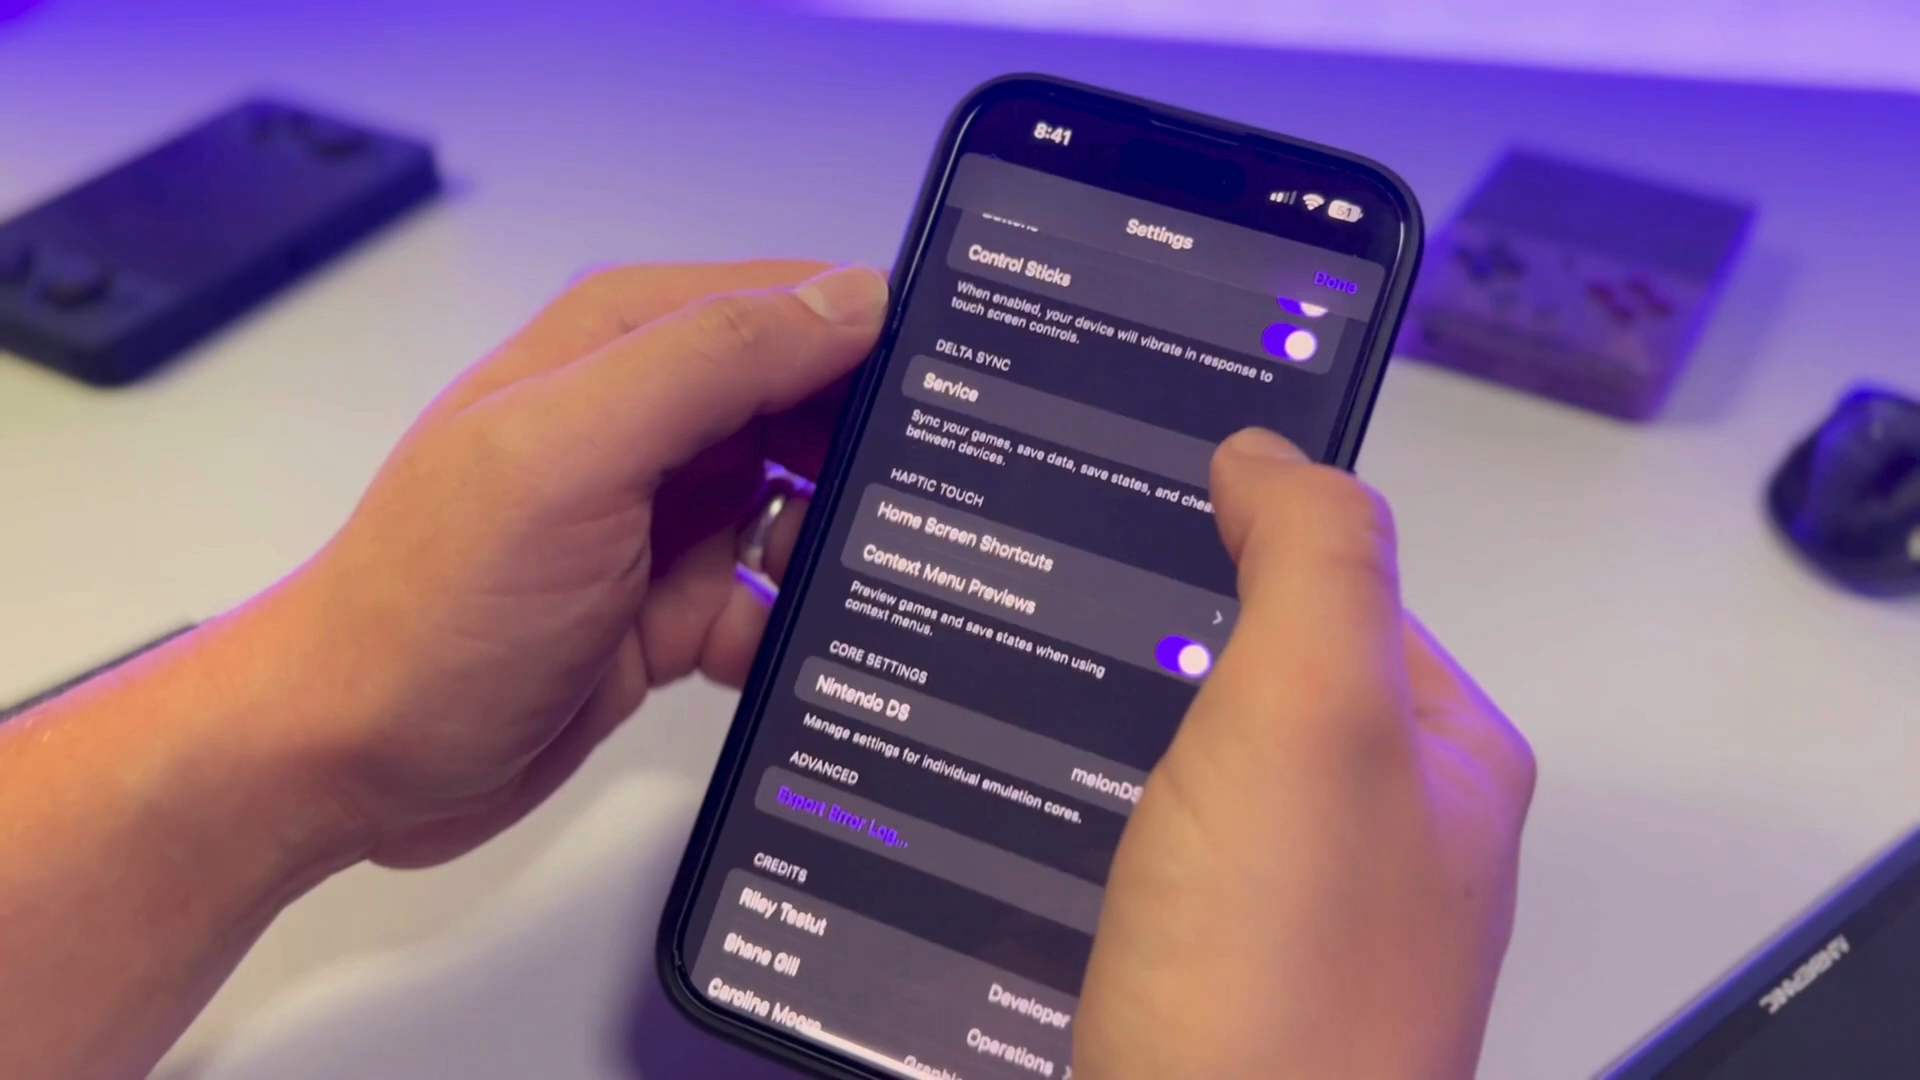 8:41
51
Settings
Done
Control Sticks
When enabled, your device will vibrate in response to
touch screen controls.
DELTA SYNC
Service
Sync your games, save data, save states, and
between devices.
HAPTIC TOUCH
Home Screen Shortcuts
Context Menu Previews
Preview games and save states when using
context menus.
CORE SETTINGS
Nintendo DS
melonDS
Manage settings for individual emulation cores.
ADVANCED
Export Error Log...
CREDITS
Riley Testut
Developer
Shane Gill
Operations
Caroline Moore